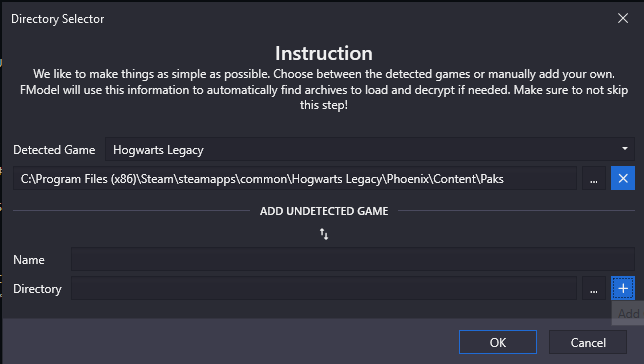 Directory Selector
Instruction
We like to make things as simple as possible. Choose between the detected games or manually add your own.
FModel will use this information to automatically find archives to load and decrypt if needed. Make sure to not skip
this step!
Detected Game Hogwarts Legacy
C:\Program Files (x86)\Steam\steamapps\common\Hogwarts Legacy\Phoenix\Content\Paks ...
ADD UNDETECTED GAME
Name
Directory ... +
Add
OK Cancel